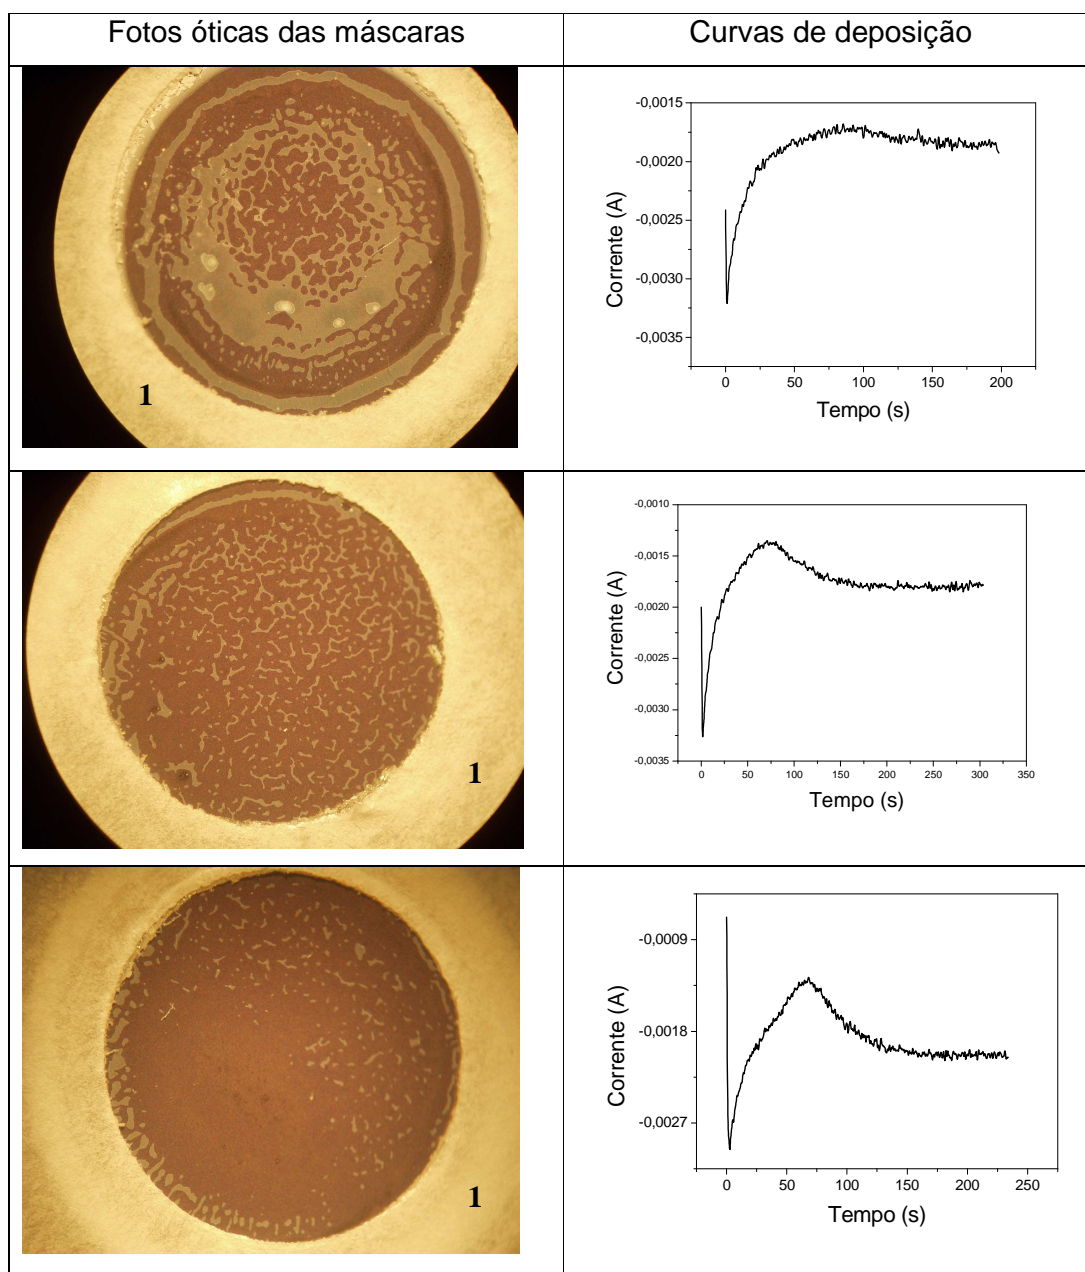 Fotos óticas das máscaras
Curvas de deposição
1
-0,0015
-0,0020
-0,0025
-0,0030
-0,0035
Corrente (A)
0 50 100 150 200
Tempo (s)
1
-0,0010
-0,0015
-0,0020
-0,0025
-0,0030
-0,0035
Corrente (A)
0 50 100 150 200 250 300 350
Tempo (s)
1
-0,0009
-0,0018
-0,0027
Corrente (A)
0 50 100 150 200 250
Tempo (s)